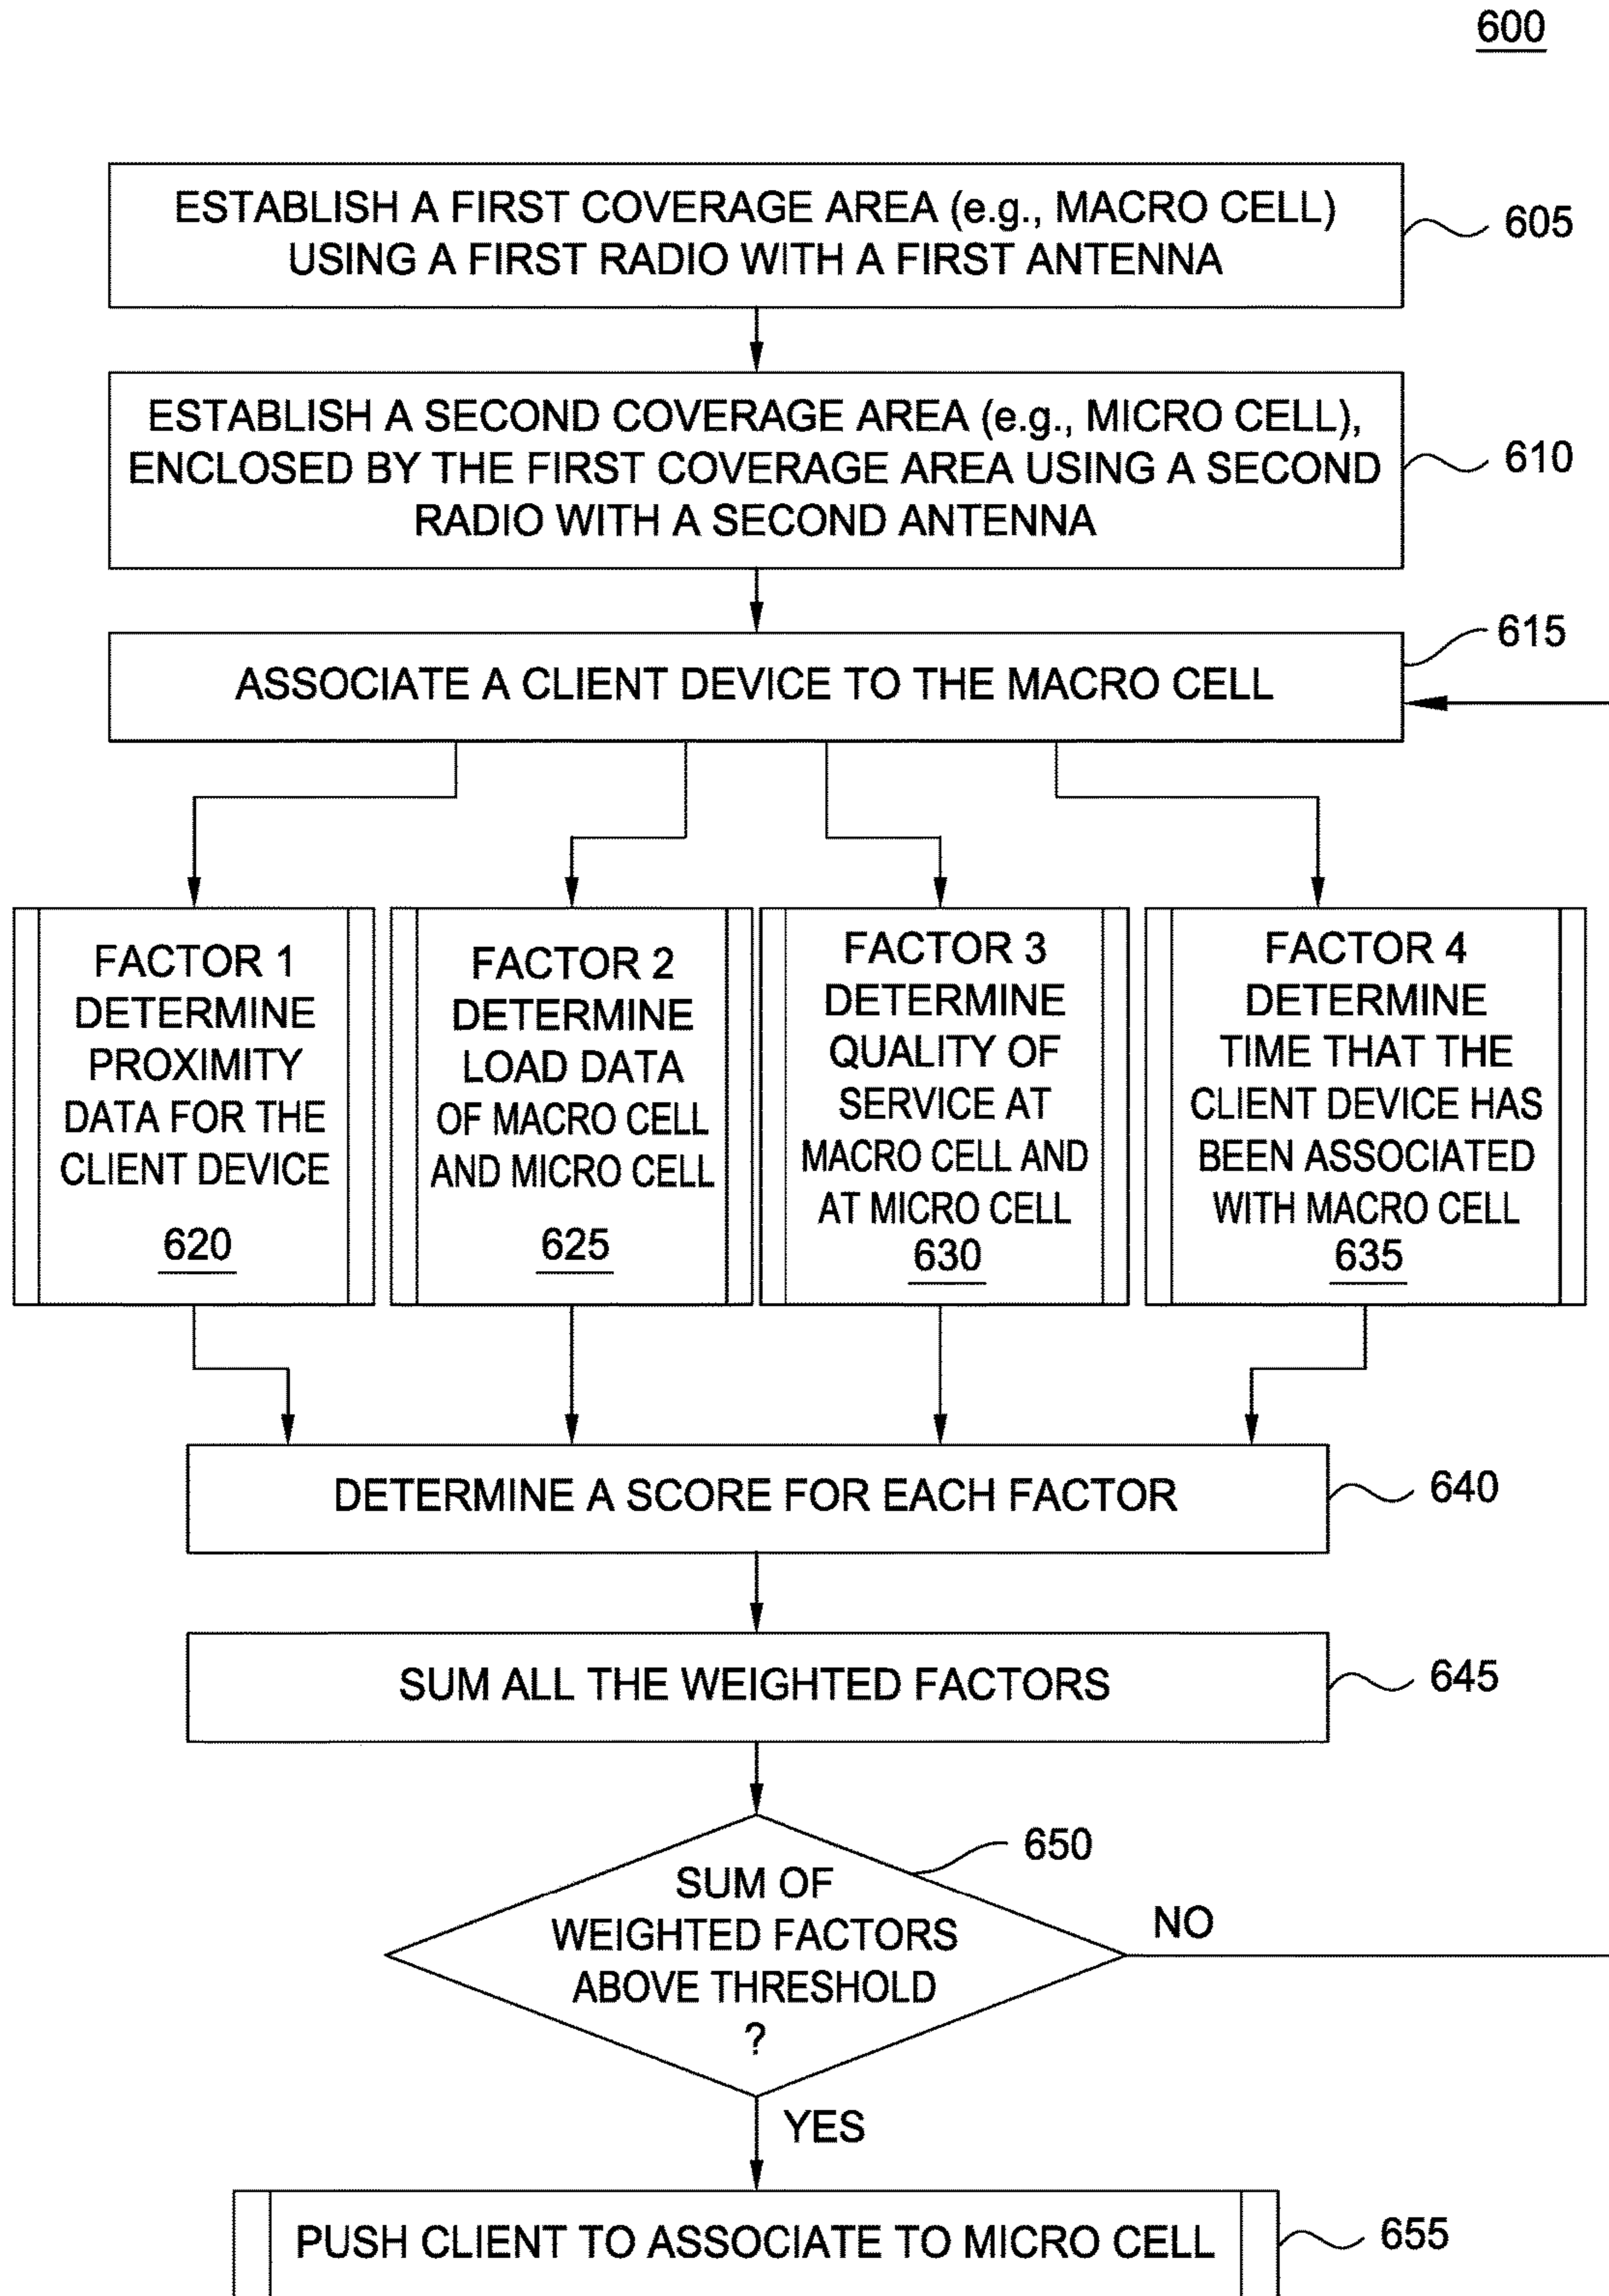 600
ESTABLISH A FIRST COVERAGE AREA (e.g., MACRO CELL)
USING A FIRST RADIO WITH A FIRST ANTENNA
605
ESTABLISH A SECOND COVERAGE AREA (e.g., MICRO CELL),
ENCLOSED BY THE FIRST COVERAGE AREA USING A SECOND
RADIO WITH A SECOND ANTENNA
610
ASSOCIATE A CLIENT DEVICE TO THE MACRO CELL
615
FACTOR 1
DETERMINE
PROXIMITY
DATA FOR THE
CLIENT DEVICE
620
FACTOR 2
DETERMINE
LOAD DATA
OF MACRO CELL
AND MICRO CELL
625
FACTOR 3
DETERMINE
QUALITY OF
SERVICE AT
MACRO CELL AND
AT MICRO CELL
630
FACTOR 4
DETERMINE
TIME THAT THE
CLIENT DEVICE HAS
BEEN ASSOCIATED
WITH MACRO CELL
635
DETERMINE A SCORE FOR EACH FACTOR
640
SUM ALL THE WEIGHTED FACTORS
645
650
SUM OF
WEIGHTED FACTORS
ABOVE THRESHOLD
?
NO
YES
PUSH CLIENT TO ASSOCIATE TO MICRO CELL
655